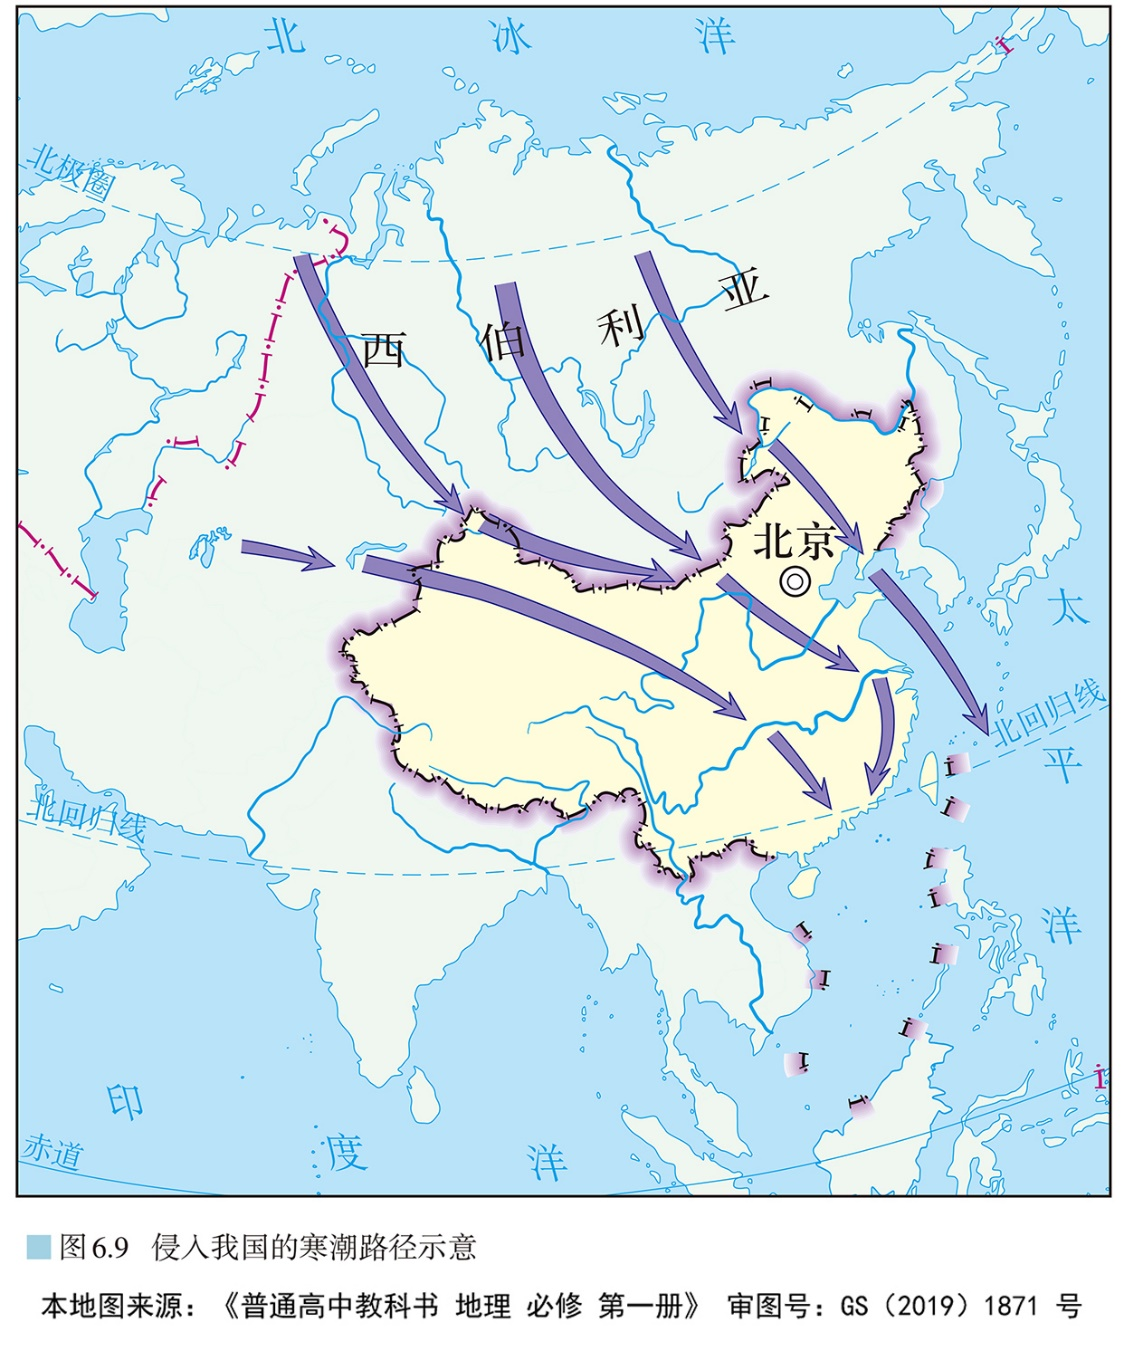 北 冰 洋
北极圈
西 伯 利 亚
北京
太
平
洋
北回归线
北回归线
印 度 洋
赤道
图6.9 侵入我国的寒潮路径示意
本地图来源：《普通高中教科书 地理 必修 第一册》 审图号：GS（2019）1871 号